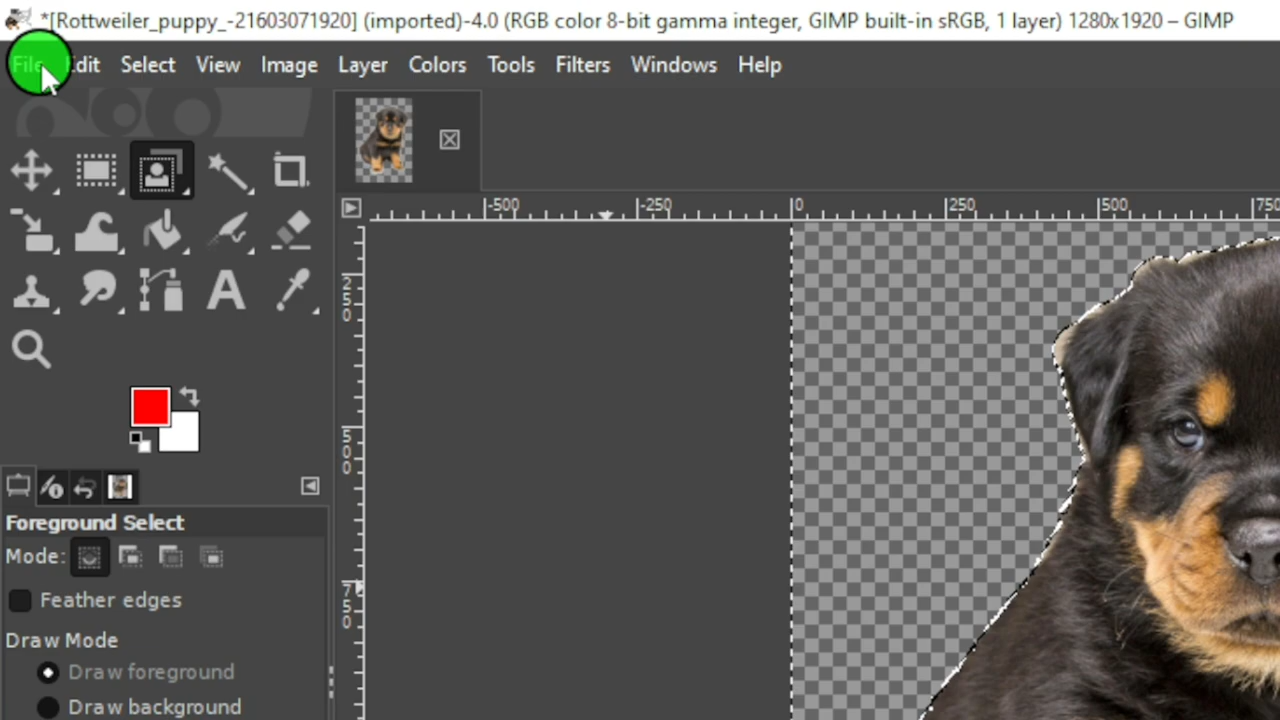 *[Rottweiler_puppy_-21603071920] (imported)-4.0 (RGB color 8-bit gamma integer, GIMP built-in sRGB, 1 layer) 1280x1920 – GIMP
File Edit Select View Image Layer Colors Tools Filters Windows Help
-500 -250 0 250 500 750
250
500
750
Foreground Select
Mode:
Feather edges
Draw Mode
Draw foreground
Draw background